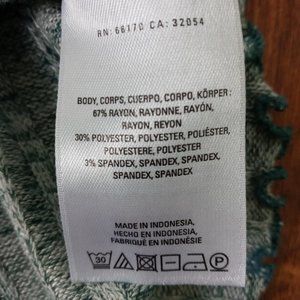 RN: 66170 CA: 32054
BODY, CORPS, CUERPO, CORPO, KÖRPER:
67% RAYON, RAYONNE, RAYÓN,
RAYON, REYON
30% POLYESTER, POLYESTER, POLIÉSTER,
POLYESTERE, POLYESTER
3% SPANDEX, SPANDEX, SPANDEX,
SPANDEX, SPANDEX
MADE IN INDONESIA,
HECHO EN INDONESIA,
FABRIQUÉ EN INDONÉSIE
30 P